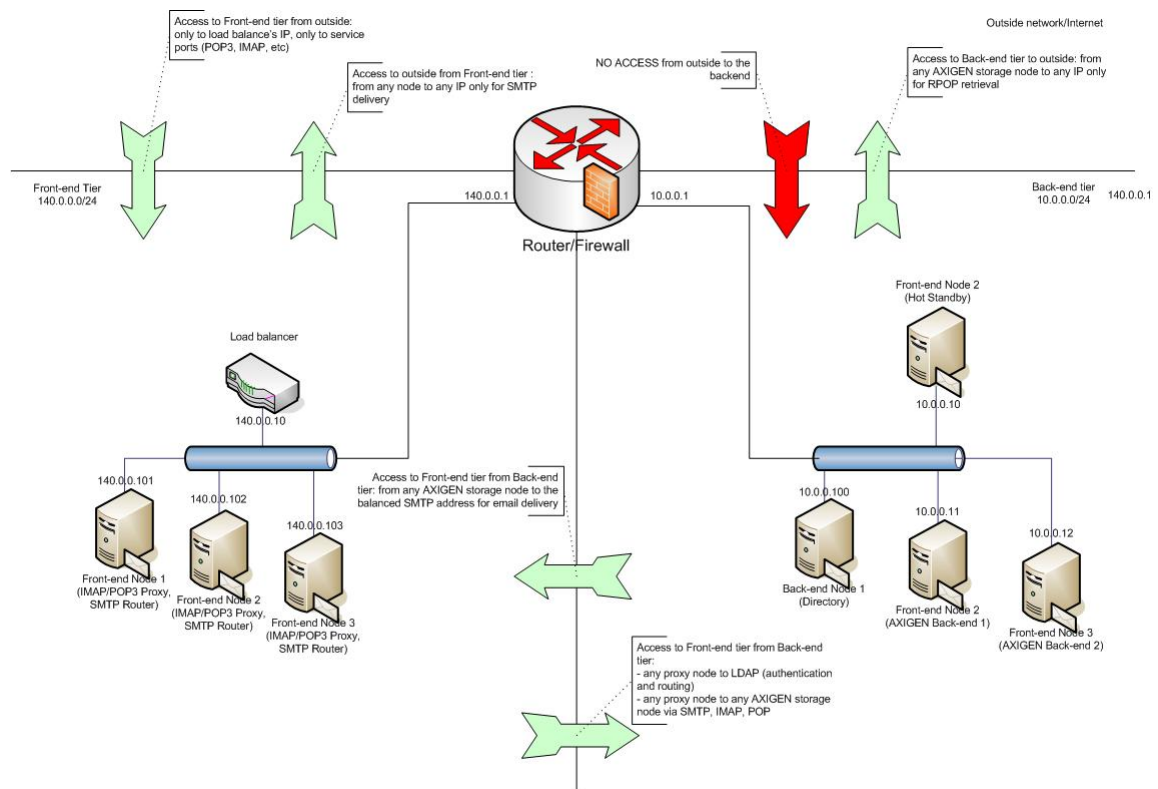 Access to Front-end tier from outside:
only to load balance's IP, only to service
ports (POP3, IMAP, etc)
Access to outside from Front-end tier :
from any node to any IP only for SMTP
delivery
NO ACCESS from outside to the
backend
Outside network/Internet
Access to Back-end tier to outside: from
any AXIGEN storage node to any IP only
for RPOP retrieval
Front-end Tier
140.0.0.0/24
140.0.0.1
10.0.0.1
Back-end tier
10.0.0.0/24
140.0.0.1
Router/Firewall
Load balancer
140.0.0.10
140.0.0.101
140.0.0.102
140.0.0.103
Front-end Node 1
(IMAP/POP3 Proxy,
SMTP Router)
Front-end Node 2
(IMAP/POP3 Proxy,
SMTP Router)
Front-end Node 3
(IMAP/POP3 Proxy,
SMTP Router)
Access to Front-end tier from Back-end
tier: from any AXIGEN storage node to the
balanced SMTP address for email delivery
Front-end Node 2
(Hot Standby)
10.0.0.10
10.0.0.100
10.0.0.11
10.0.0.12
Back-end Node 1
(Directory)
Front-end Node 2
(AXIGEN Back-end 1)
Front-end Node 3
(AXIGEN Back-end 2)
Access to Front-end tier from Back-end
tier:
- any proxy node to LDAP (authentication
and routing)
- any proxy node to any AXIGEN storage
node via SMTP, IMAP, POP